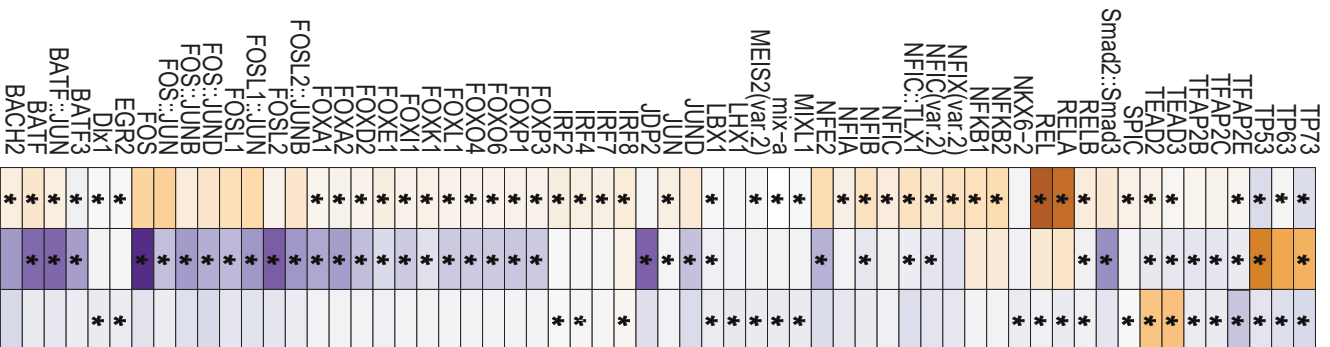 BACH2
BATF
BATF::JUN
BATF3
Dlx1
EGR2
FOS
FOS::JUN
FOS::JUNB
FOS::JUND
FOSL1
FOSL1::JUN
FOSL2
FOSL2::JUNB
FOXA1
FOXA2
FOXD2
FOXE1
FOXI1
FOXK1
FOXL1
FOXO4
FOXO6
FOXP1
FOXP3
IRF2
IRF4
IRF7
IRF8
JDP2
JUN
JUND
LBX1
LHX1
MEIS2(var.2)
mix-a
MIXL1
NFE2
NFIA
NFIB
NFIC
NFIC::TLX1
NFIC(var.2)
NFIX(var.2)
NFKB1
NFKB2
NKX6-2
REL
RELA
RELB
Smad2::Smad3
SPIC
TEAD2
TEAD3
TFAP2B
TFAP2C
TFAP2E
TP53
TP63
TP73